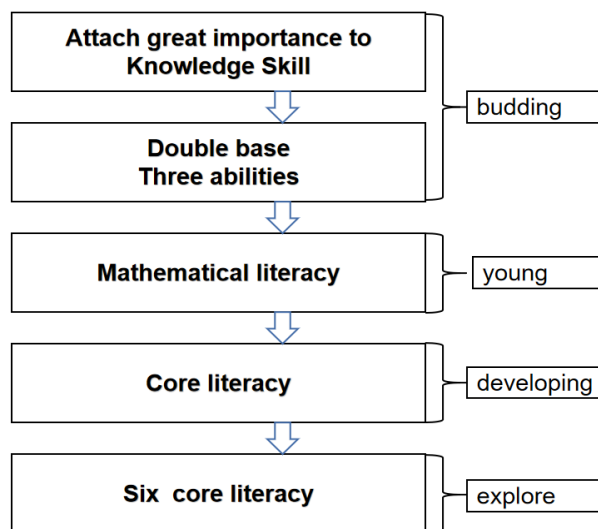 Attach great importance to
Knowledge Skill
budding
Double base
Three abilities
Mathematical literacy
young
Core literacy
developing
Six core literacy
explore